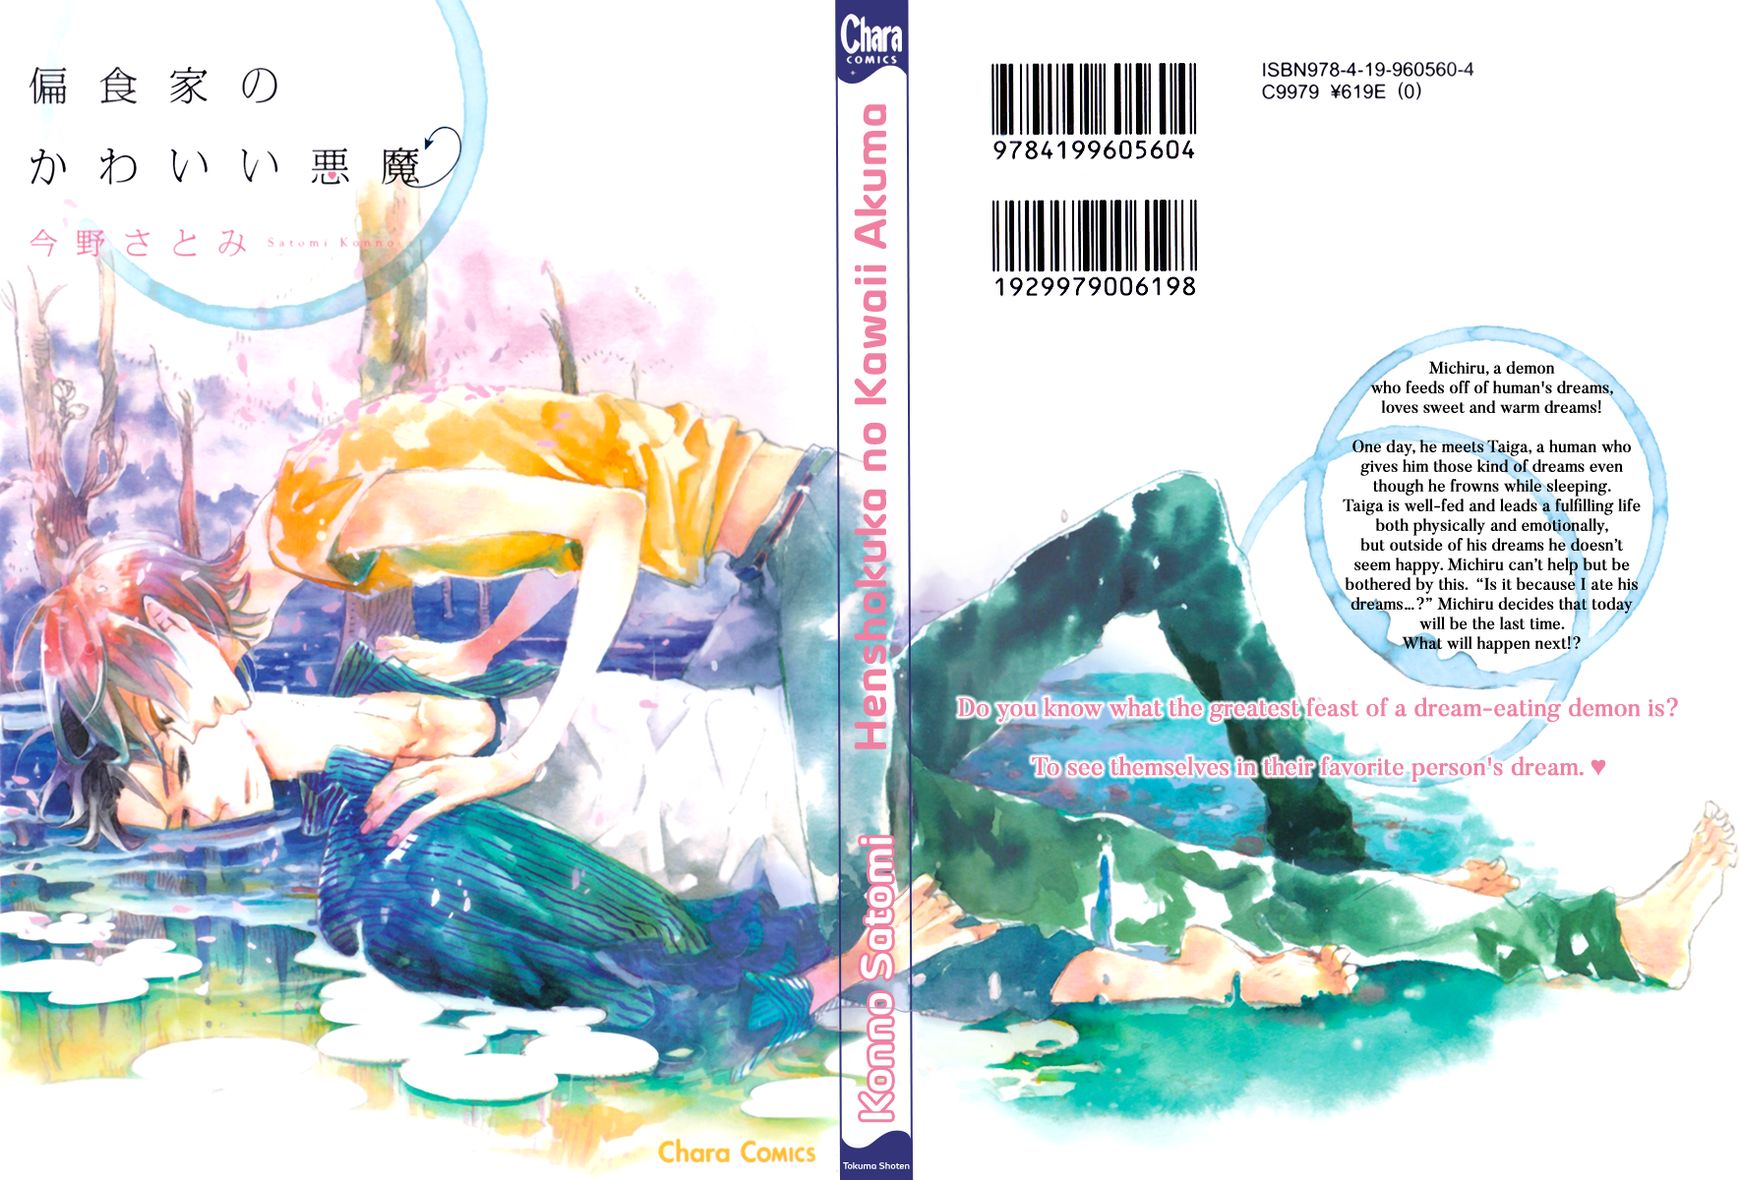 偏食家の
かわいい悪魔
今野さとみ Satomi Konno
Chara COMICS
Chara
COMICS
Henshokuka no Kawaii Akuma
Konno Satomi
Tokuma Shoten
9784199605604
ISBN978-4-19-960560-4
C9979 ¥619E (0)
1929979006198
Michiru, a demon
who feeds off of human's dreams,
loves sweet and warm dreams!
One day, he meets Taiga, a human who
gives him those kind of dreams even
though he frowns while sleeping.
Taiga is well-fed and leads a fulfilling life
both physically and emotionally,
but outside of his dreams he doesn't
seem happy. Michiru can't help but be
bothered by this. “Is it because I ate his
dreams...?” Michiru decides that today
will be the last time.
What will happen next!?
Do you know what the greatest feast of a dream-eating demon is?
To see themselves in their favorite person's dream. ♥